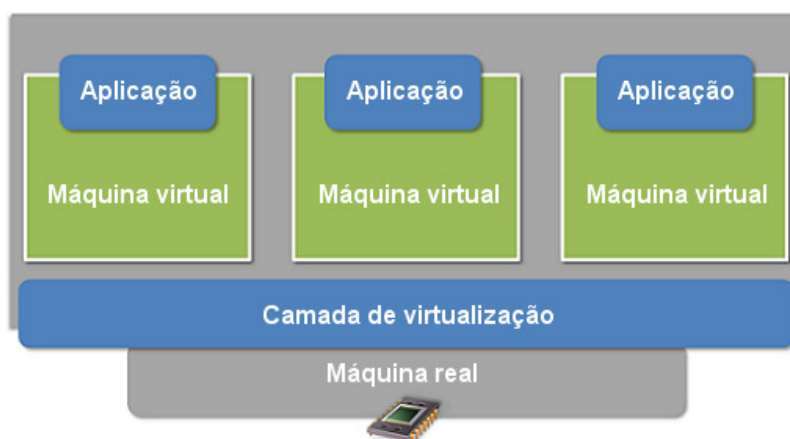 Aplicação
Aplicação
Aplicação
Máquina virtual
Máquina virtual
Máquina virtual
Camada de virtualização
Máquina real